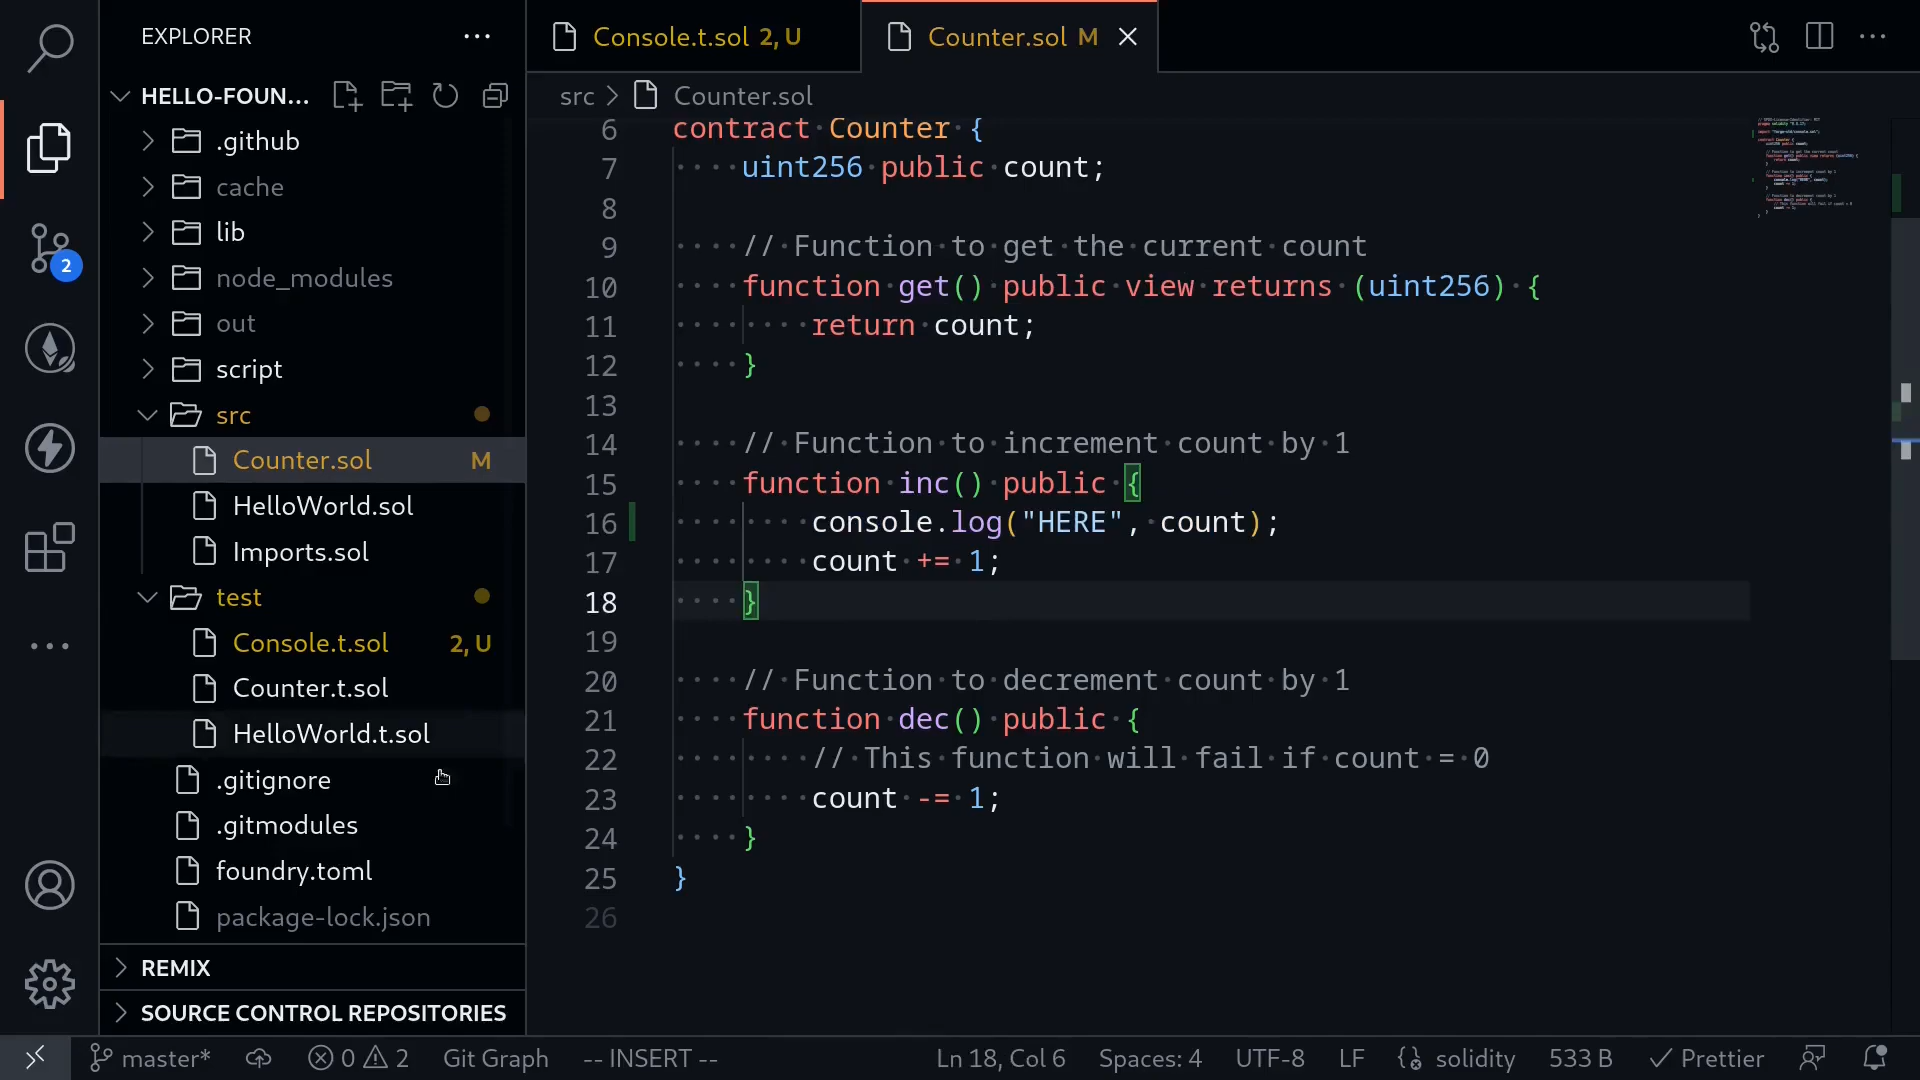 EXPLORER
HELLO-FOUN...
.github
cache
lib
node_modules
out
script
src
Counter.sol M
HelloWorld.sol
Imports.sol
test
Console.t.sol 2, U
Counter.t.sol
HelloWorld.t.sol
.gitignore
.gitmodules
foundry.toml
package-lock.json
REMIX
SOURCE CONTROL REPOSITORIES
2
Console.t.sol 2, U
Counter.sol M
src > Counter.sol
6 contract Counter {
7 uint256 public count;
8
9 // Function to get the current count
10 function get() public view returns (uint256) {
11 return count;
12 }
13
14 // Function to increment count by 1
15 function inc() public {
16 console.log("HERE", count);
17 count += 1;
18 }
19
20 // Function to decrement count by 1
21 function dec() public {
22 // This function will fail if count = 0
23 count -= 1;
24 }
25 }
26
master* 0 2 Git Graph -- INSERT -- Ln 18, Col 6 Spaces: 4 UTF-8 LF solidity 533 B Prettier